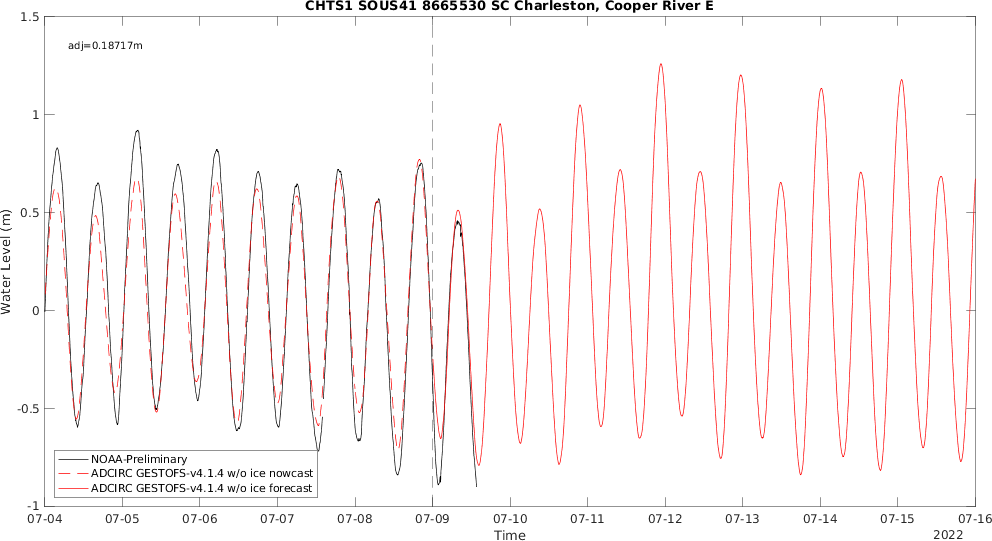 CHTS1 SOUS41 8665530 SC Charleston, Cooper River E
adj=0.18717m
Water Level (m)
1.5
1
0.5
0
-0.5
-1
NOAA-Preliminary
ADCIRC GESTOFS-v4.1.4 w/o ice nowcast
ADCIRC GESTOFS-v4.1.4 w/o ice forecast
07-04 07-05 07-06 07-07 07-08 07-09 07-10 07-11 07-12 07-13 07-14 07-15 07-16
Time
2022